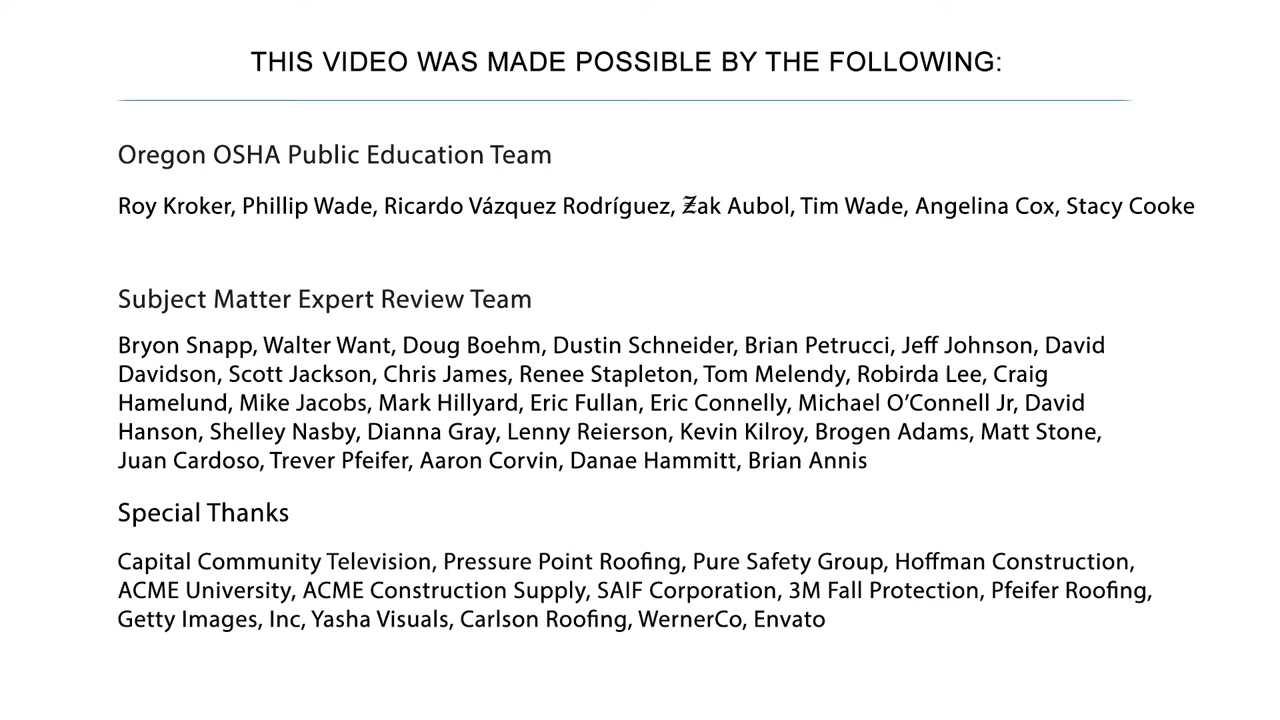 THIS VIDEO WAS MADE POSSIBLE BY THE FOLLOWING:
Oregon OSHA Public Education Team
Roy Kroker, Phillip Wade, Ricardo Vázquez Rodríguez, Ƶak Aubol, Tim Wade, Angelina Cox, Stacy Cooke
Subject Matter Expert Review Team
Bryon Snapp, Walter Want, Doug Boehm, Dustin Schneider, Brian Petrucci, Jeff Johnson, David
Davidson, Scott Jackson, Chris James, Renee Stapleton, Tom Melendy, Robirda Lee, Craig
Hamelund, Mike Jacobs, Mark Hillyard, Eric Fullan, Eric Connelly, Michael O’Connell Jr, David
Hanson, Shelley Nasby, Dianna Gray, Lenny Reierson, Kevin Kilroy, Brogen Adams, Matt Stone,
Juan Cardoso, Trever Pfeifer, Aaron Corvin, Danae Hammitt, Brian Annis
Special Thanks
Capital Community Television, Pressure Point Roofing, Pure Safety Group, Hoffman Construction,
ACME University, ACME Construction Supply, SAIF Corporation, 3M Fall Protection, Pfeifer Roofing,
Getty Images, Inc, Yasha Visuals, Carlson Roofing, WernerCo, Envato